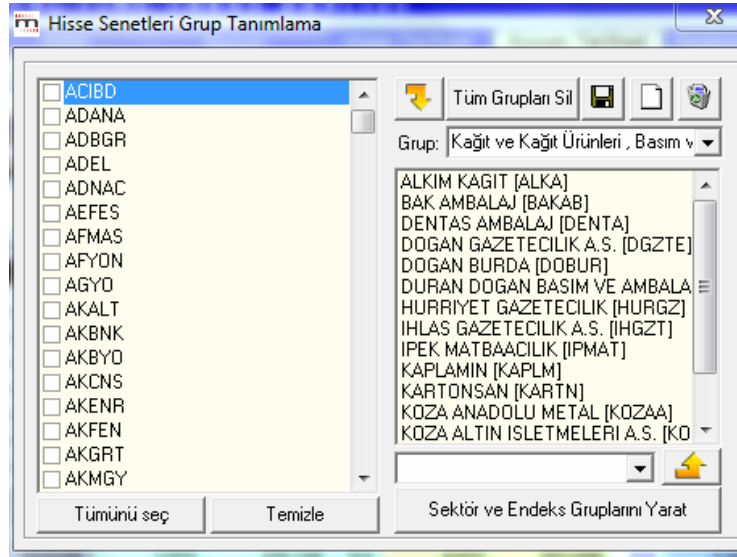 Hisse Senetleri Grup Tanımlama
ACIBD
ADANA
ADBGR
ADEL
ADNAC
AEFES
AFMAS
AFYON
AGYO
AKALT
AKBNK
AKBYO
AKCNS
AKENR
AKFEN
AKGRT
AKMGY
Tümünü seç
Temizle
Tüm Grupları Sil
Grup: Kağıt ve Kağıt Ürünleri , Basım v
ALKIM KAGIT [ALKA]
BAK AMBALAJ [BAKAB]
DENTAS AMBALAJ [DENTA]
DOGAN GAZETECILIK A.S. [DGZTE]
DOGAN BURDA [DOBUR]
DURAN DOGAN BASIM VE AMBALA
HURRIYET GAZETECILIK [HURGZ]
IHLAS GAZETECILIK A.S. [IHGZT]
IPEK MATBAACILIK [IPMAT]
KAPLAMIN [KAPLM]
KARTONSAN [KARTN]
KOZA ANADOLU METAL [KOZAA]
KOZA ALTIN ISLETMELERI A.S. [KO
Sektör ve Endeks Gruplarını Yarat